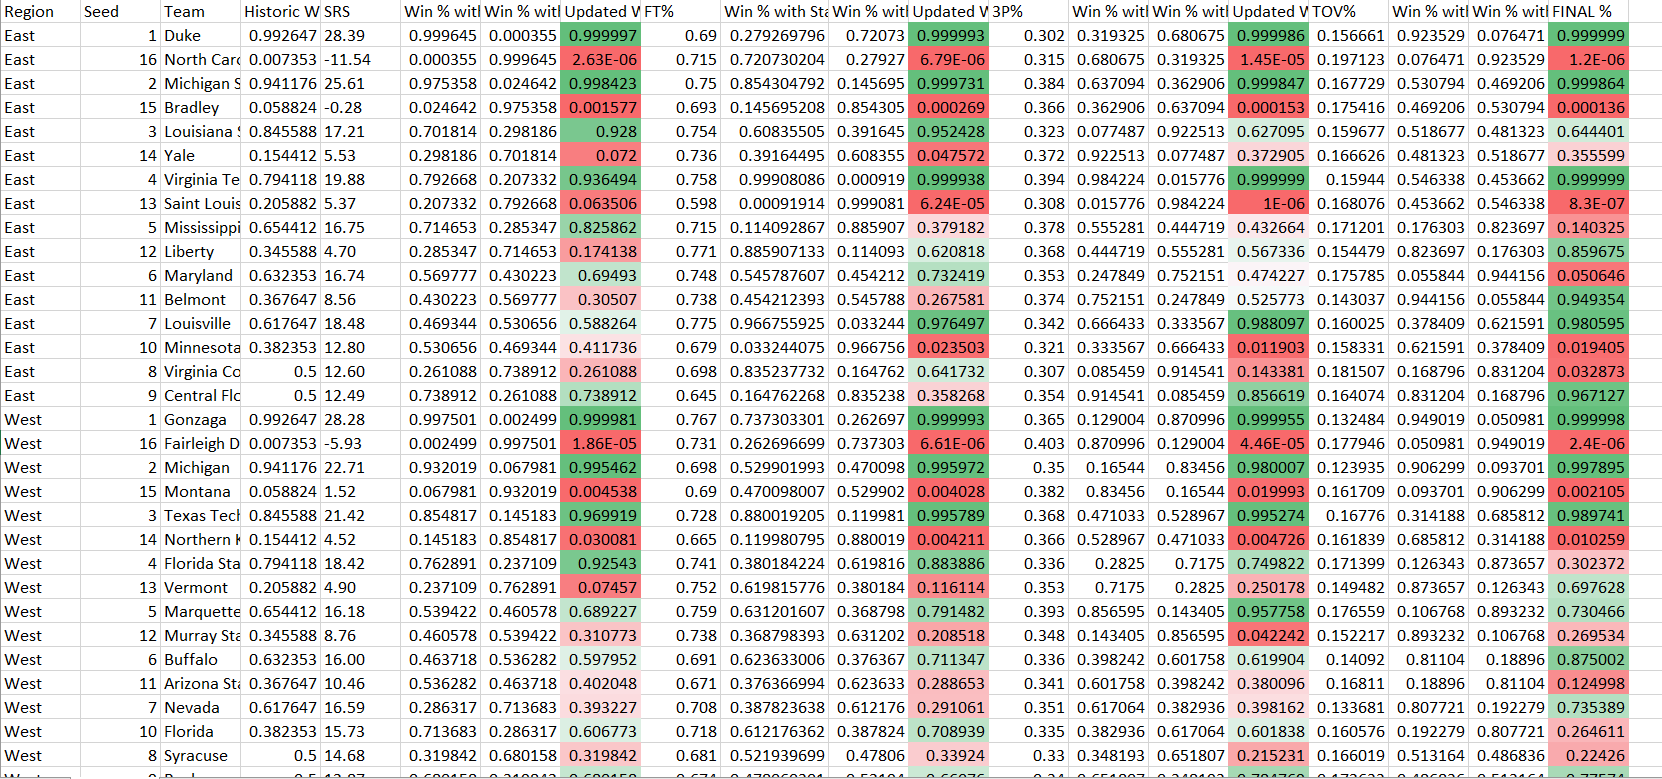 Region Seed Team Historic W SRS Win % witl Win % witl Updated W FT% Win % with Sta Win % witl Updated W 3P% Win % witl Win % witl Updated W TOV% Win % witl Win % witl FINAL %
East 1 Duke 0.992647 28.39 0.999645 0.000355 0.999997 0.69 0.279269796 0.72073 0.999993 0.302 0.319325 0.680675 0.999986 0.156661 0.923529 0.076471 0.999999
East 16 North Caro 0.007353 -11.54 0.000355 0.999645 2.63E-06 0.715 0.720730204 0.27927 6.79E-06 0.315 0.680675 0.319325 1.45E-05 0.197123 0.076471 0.923529 1.2E-06
East 2 Michigan S 0.941176 25.61 0.975358 0.024642 0.998423 0.75 0.854304792 0.145695 0.999731 0.384 0.637094 0.362906 0.999847 0.167729 0.530794 0.469206 0.999864
East 15 Bradley 0.058824 -0.28 0.024642 0.975358 0.001577 0.693 0.145695208 0.854305 0.000269 0.366 0.362906 0.637094 0.000153 0.175416 0.469206 0.530794 0.000136
East 3 Louisiana S 0.845588 17.21 0.701814 0.298186 0.928 0.754 0.60835505 0.391645 0.952428 0.323 0.077487 0.922513 0.627095 0.159677 0.518677 0.481323 0.644401
East 14 Yale 0.154412 5.53 0.298186 0.701814 0.072 0.736 0.39164495 0.608355 0.047572 0.372 0.922513 0.077487 0.372905 0.166626 0.481323 0.518677 0.355599
East 4 Virginia Te 0.794118 19.88 0.792668 0.207332 0.936494 0.758 0.99908086 0.000919 0.999938 0.394 0.984224 0.015776 0.999999 0.15944 0.546338 0.453662 0.999999
East 13 Saint Louis 0.205882 5.37 0.207332 0.792668 0.063506 0.598 0.00091914 0.999081 6.24E-05 0.308 0.015776 0.984224 1E-06 0.168076 0.453662 0.546338 8.3E-07
East 5 Mississippi 0.654412 16.75 0.714653 0.285347 0.825862 0.715 0.114092867 0.885907 0.379182 0.378 0.555281 0.444719 0.432664 0.171201 0.176303 0.823697 0.140325
East 12 Liberty 0.345588 4.70 0.285347 0.714653 0.174138 0.771 0.885907133 0.114093 0.620818 0.368 0.444719 0.555281 0.567336 0.154479 0.823697 0.176303 0.859675
East 6 Maryland 0.632353 16.74 0.569777 0.430223 0.69493 0.748 0.545787607 0.454212 0.732419 0.353 0.247849 0.752151 0.474227 0.175785 0.055844 0.944156 0.050646
East 11 Belmont 0.367647 8.56 0.430223 0.569777 0.30507 0.738 0.454212393 0.545788 0.267581 0.374 0.752151 0.247849 0.525773 0.143037 0.944156 0.055844 0.949354
East 7 Louisville 0.617647 18.48 0.469344 0.530656 0.588264 0.775 0.966755925 0.033244 0.976497 0.342 0.666433 0.333567 0.988097 0.160025 0.378409 0.621591 0.980595
East 10 Minnesota 0.382353 12.80 0.530656 0.469344 0.411736 0.679 0.033244075 0.966756 0.023503 0.321 0.333567 0.666433 0.011903 0.158331 0.621591 0.378409 0.019405
East 8 Virginia Co 0.5 12.60 0.261088 0.738912 0.261088 0.698 0.835237732 0.164762 0.641732 0.307 0.085459 0.914541 0.143381 0.181507 0.168796 0.831204 0.032873
East 9 Central Flo 0.5 12.49 0.738912 0.261088 0.738912 0.645 0.164762268 0.835238 0.358268 0.354 0.914541 0.085459 0.856619 0.164074 0.831204 0.168796 0.967127
West 1 Gonzaga 0.992647 28.28 0.997501 0.002499 0.999981 0.767 0.737303301 0.262697 0.999993 0.365 0.129004 0.870996 0.999955 0.132484 0.949019 0.050981 0.999998
West 16 Fairleigh D 0.007353 -5.93 0.002499 0.997501 1.86E-05 0.731 0.262696699 0.737303 6.61E-06 0.403 0.870996 0.129004 4.46E-05 0.177946 0.050981 0.949019 2.4E-06
West 2 Michigan 0.941176 22.71 0.932019 0.067981 0.995462 0.698 0.529901993 0.470098 0.995972 0.35 0.16544 0.83456 0.980007 0.123935 0.906299 0.093701 0.997895
West 15 Montana 0.058824 1.52 0.067981 0.932019 0.004538 0.69 0.470098007 0.529902 0.004028 0.382 0.83456 0.16544 0.019993 0.161709 0.093701 0.906299 0.002105
West 3 Texas Tech 0.845588 21.42 0.854817 0.145183 0.969919 0.728 0.880019205 0.119981 0.995789 0.368 0.471033 0.528967 0.995274 0.16776 0.314188 0.685812 0.989741
West 14 Northern K 0.154412 4.52 0.145183 0.854817 0.030081 0.665 0.119980795 0.880019 0.004211 0.366 0.528967 0.471033 0.004726 0.161839 0.685812 0.314188 0.010259
West 4 Florida Sta 0.794118 18.42 0.762891 0.237109 0.92543 0.741 0.380184224 0.619816 0.883886 0.336 0.2825 0.7175 0.749822 0.171399 0.126343 0.873657 0.302372
West 13 Vermont 0.205882 4.90 0.237109 0.762891 0.07457 0.752 0.619815776 0.380184 0.116114 0.353 0.7175 0.2825 0.250178 0.149482 0.873657 0.126343 0.697628
West 5 Marquette 0.654412 16.18 0.539422 0.460578 0.689227 0.759 0.631201607 0.368798 0.791482 0.393 0.856595 0.143405 0.957758 0.176559 0.106768 0.893232 0.730466
West 12 Murray Sta 0.345588 8.76 0.460578 0.539422 0.310773 0.738 0.368798393 0.631202 0.208518 0.348 0.143405 0.856595 0.042242 0.152217 0.893232 0.106768 0.269534
West 6 Buffalo 0.632353 16.00 0.463718 0.536282 0.597952 0.691 0.623633006 0.376367 0.711347 0.336 0.398242 0.601758 0.619904 0.14092 0.81104 0.18896 0.875002
West 11 Arizona Sta 0.367647 10.46 0.536282 0.463718 0.402048 0.671 0.376366994 0.623633 0.288653 0.341 0.601758 0.398242 0.380096 0.16811 0.18896 0.81104 0.124998
West 7 Nevada 0.617647 16.59 0.286317 0.713683 0.393227 0.708 0.387823638 0.612176 0.291061 0.351 0.617064 0.382936 0.398162 0.133681 0.807721 0.192279 0.735389
West 10 Florida 0.382353 15.73 0.713683 0.286317 0.606773 0.718 0.612176362 0.387824 0.708939 0.335 0.382936 0.617064 0.601838 0.160576 0.192279 0.807721 0.264611
West 8 Syracuse 0.5 14.68 0.319842 0.680158 0.319842 0.681 0.521939699 0.47806 0.33924 0.33 0.348193 0.651807 0.215231 0.166019 0.513164 0.486836 0.22426